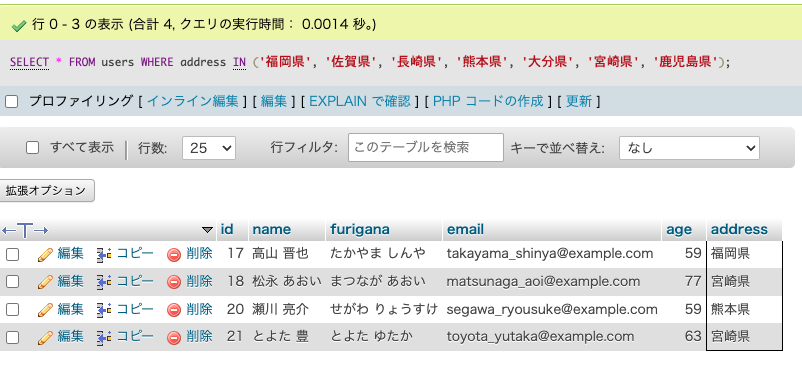 行 0 - 3 の表示 (合計 4, クエリの実行時間： 0.0014 秒。)
SELECT * FROM users WHERE address IN ('福岡県', '佐賀県', '長崎県', '熊本県', '大分県', '宮崎県', '鹿児島県');
プロファイリング [ インライン編集 ] [ 編集 ] [ EXPLAIN で確認 ] [ PHP コードの作成 ] [ 更新 ]
すべて表示 | 行数: 25 行フィルタ: このテーブルを検索 キーで並べ替え: なし
拡張オプション
←T→ id name furigana email age address
編集 コピー 削除 17 高山 晋也 たかやま しんや takayama_shinya@example.com 59 福岡県
編集 コピー 削除 18 松永 あおい まつなが あおい matsunaga_aoi@example.com 77 宮崎県
編集 コピー 削除 20 瀬川 亮介 せがわ りょうすけ segawa_ryousuke@example.com 59 熊本県
編集 コピー 削除 21 とよた 豊 とよた ゆたか toyota_yutaka@example.com 63 宮崎県